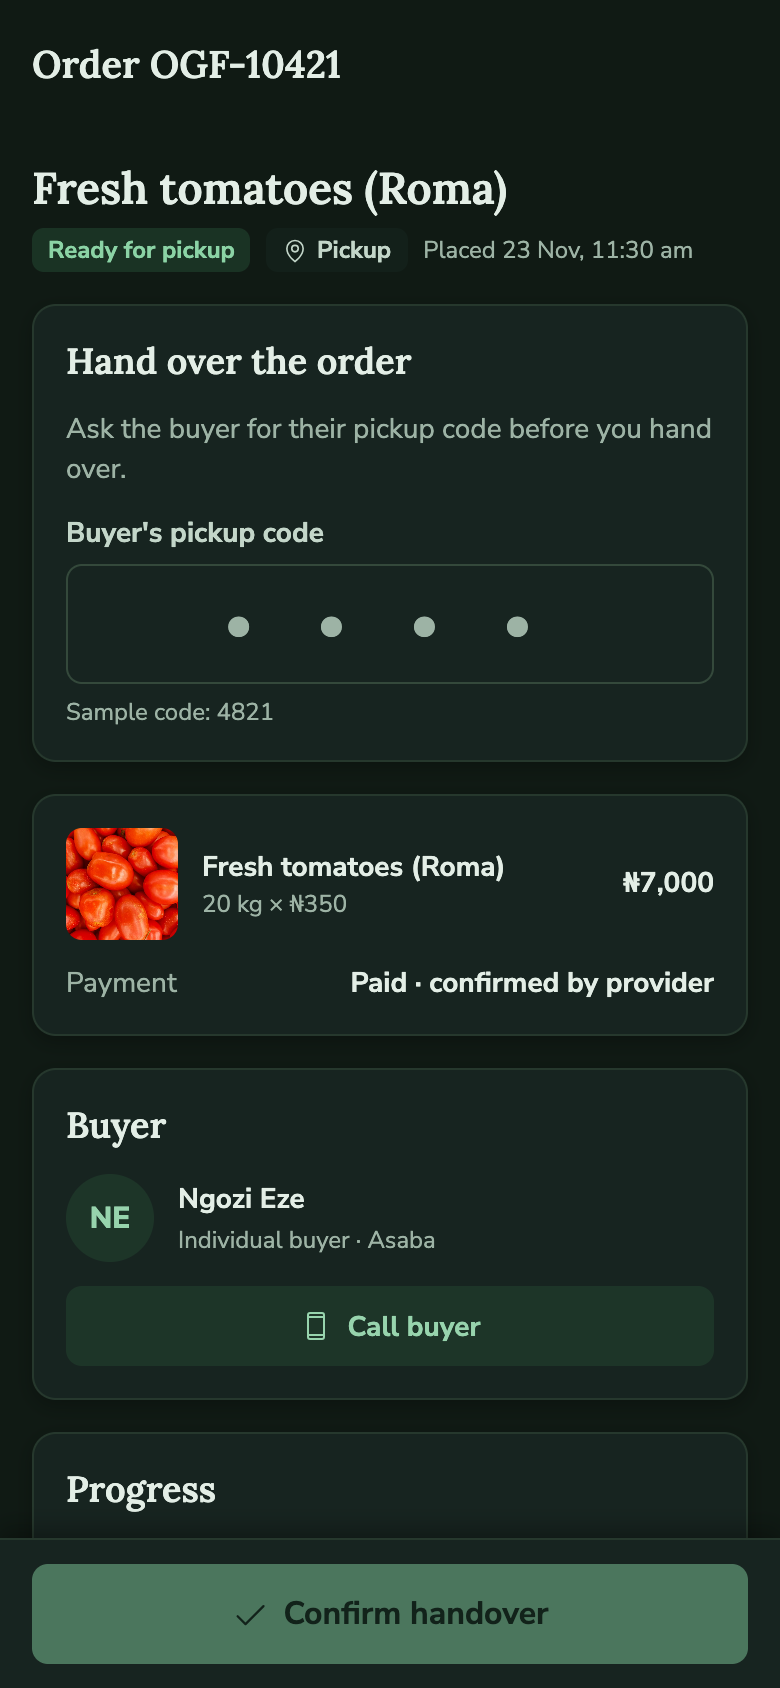 Order OGF-10421
Fresh tomatoes (Roma)
Ready for pickup
Pickup
Placed 23 Nov, 11:30 am
Hand over the order
Ask the buyer for their pickup code before you hand
over.
Buyer's pickup code
Sample code: 4821
Fresh tomatoes (Roma)
20 kg × ₦350
₦7,000
Payment
Paid · confirmed by provider
Buyer
NE
Ngozi Eze
Individual buyer · Asaba
Call buyer
Progress
Confirm handover